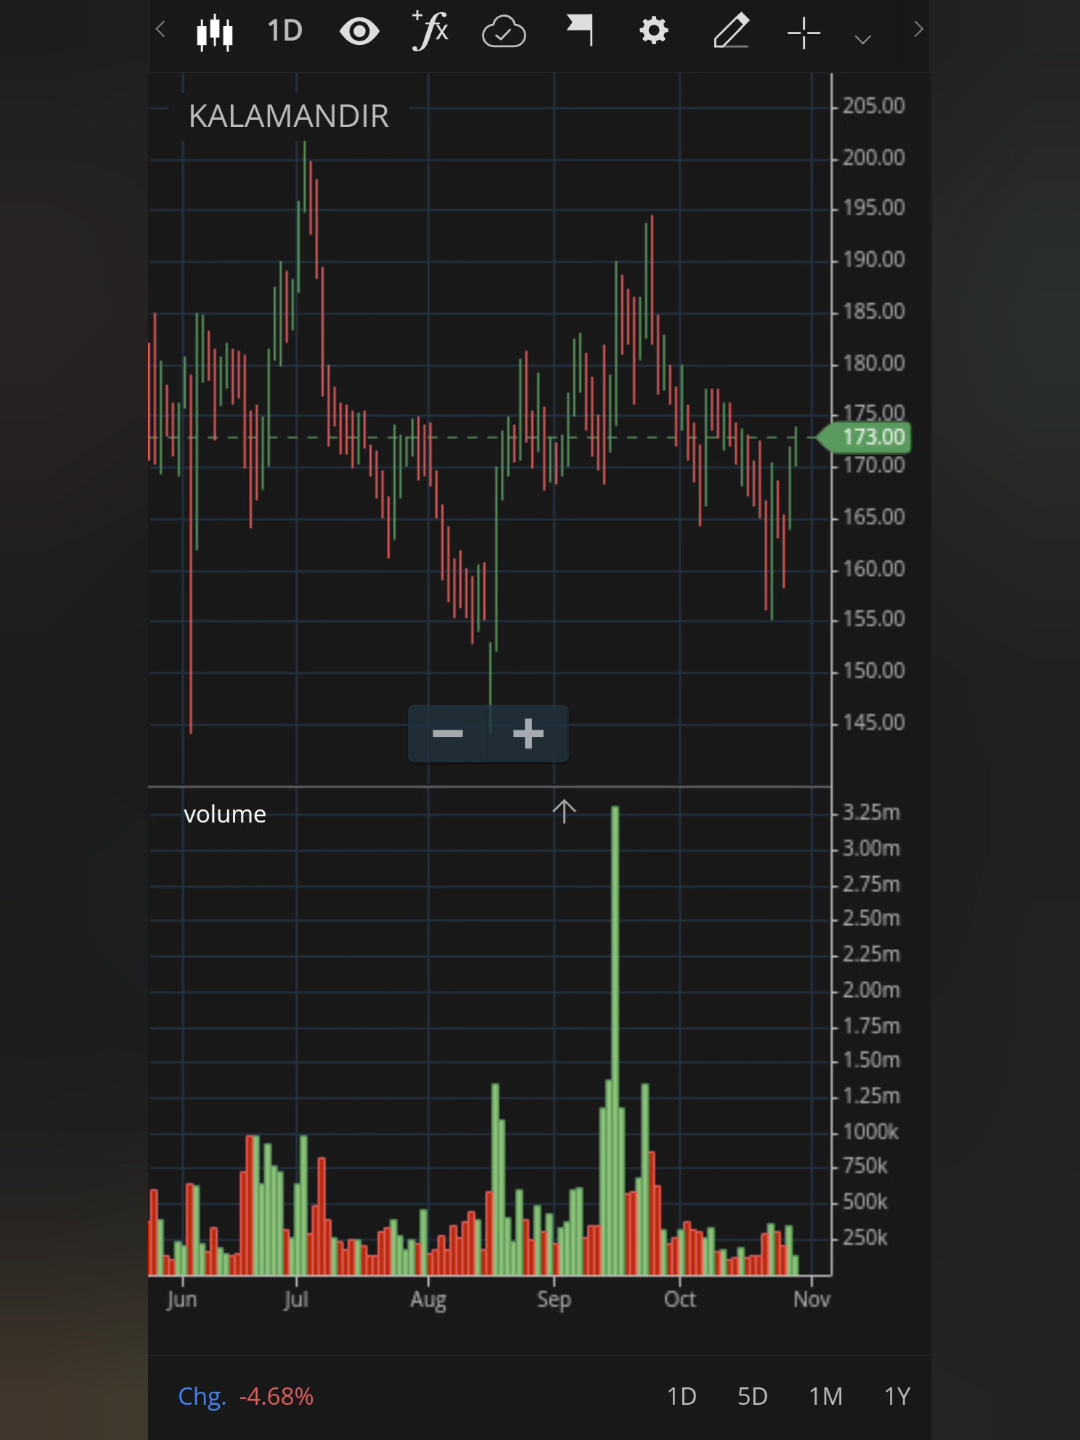 1D
+fx
KALAMANDIR
205.00
200.00
195.00
190.00
185.00
180.00
175.00
173.00
170.00
165.00
160.00
155.00
150.00
145.00
volume
3.25m
3.00m
2.75m
2.50m
2.25m
2.00m
1.75m
1.50m
1.25m
1000k
750k
500k
250k
Jun Jul Aug Sep Oct Nov
Chg. -4.68% 1D 5D 1M 1Y